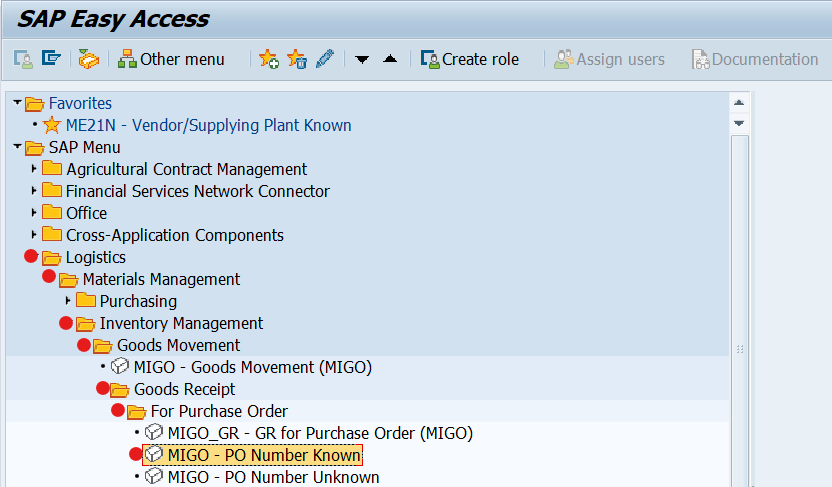 SAP Easy Access
Other menu Create role Assign users Documentation
Favorites
ME21N - Vendor/Supplying Plant Known
SAP Menu
Agricultural Contract Management
Financial Services Network Connector
Office
Cross-Application Components
Logistics
Materials Management
Purchasing
Inventory Management
Goods Movement
MIGO - Goods Movement (MIGO)
Goods Receipt
For Purchase Order
MIGO_GR - GR for Purchase Order (MIGO)
MIGO - PO Number Known
MIGO - PO Number Unknown